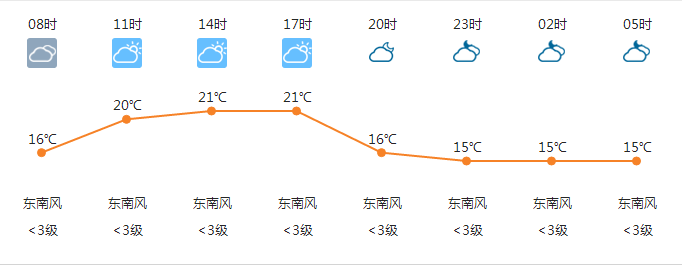 08时 11时 14时 17时 20时 23时 02时 05时
16℃ 20℃ 21℃ 21℃ 16℃ 15℃ 15℃ 15℃
东南风 东南风 东南风 东南风 东南风 东南风 东南风 东南风
<3级 <3级 <3级 <3级 <3级 <3级 <3级 <3级